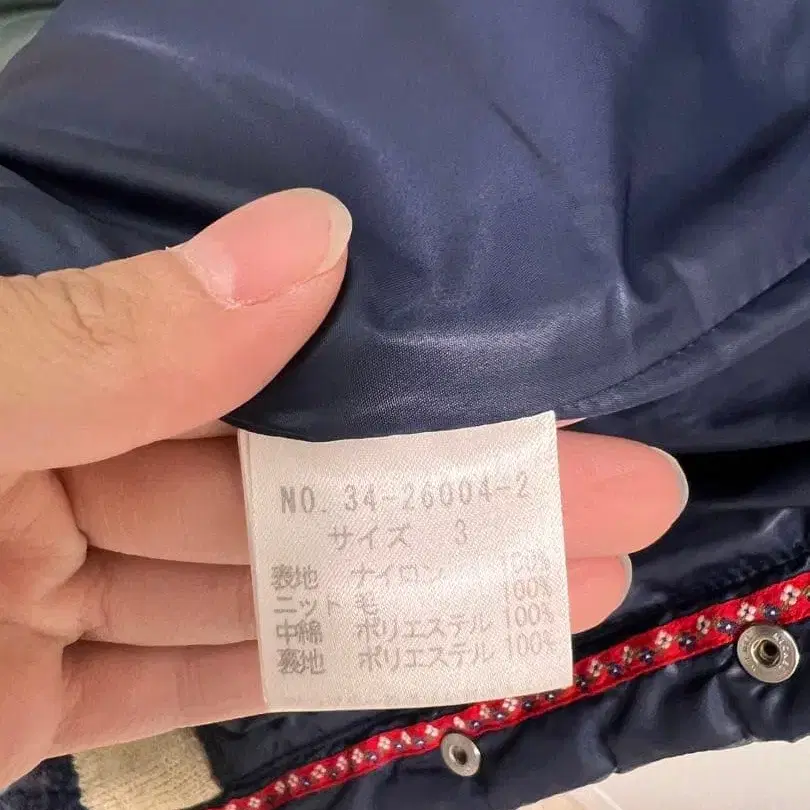 NO. 34-26004-2
サイズ 3
表地 ナイロン 100%
ニット 毛 100%
中綿 ポリエステル 100%
裏地 ポリエステル 100%